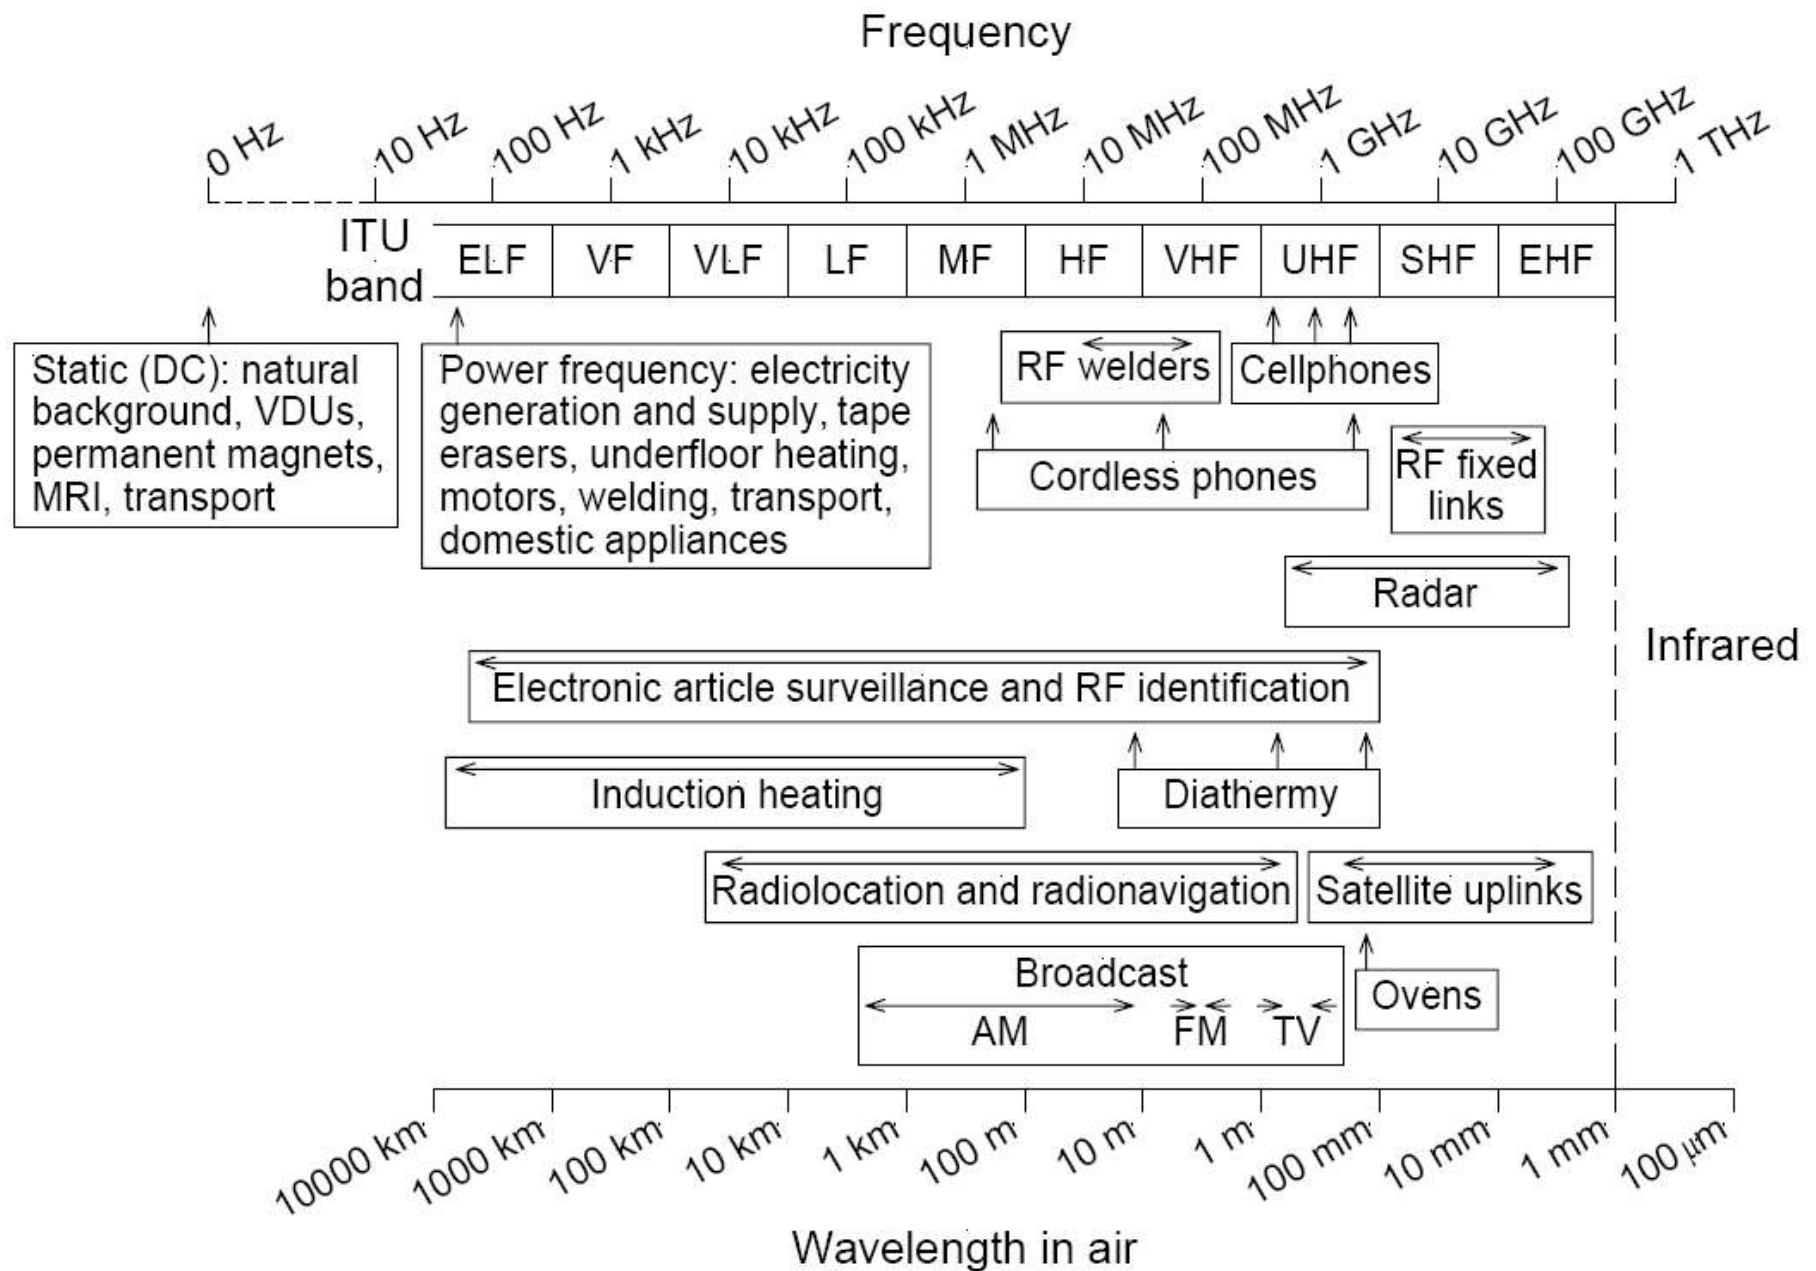 Frequency
0 Hz
10 Hz
100 Hz
1 kHz
10 kHz
100 kHz
1 MHz
10 MHz
100 MHz
1 GHz
10 GHz
100 GHz
1 THz
ITU
band
ELF
VF
VLF
LF
MF
HF
VHF
UHF
SHF
EHF
Static (DC): natural
background, VDUs,
permanent magnets,
MRI, transport
Power frequency: electricity
generation and supply, tape
erasers, underfloor heating,
motors, welding, transport,
domestic appliances
RF welders
Cellphones
Cordless phones
RF fixed
links
Radar
Infrared
Electronic article surveillance and RF identification
Induction heating
Diathermy
Radiolocation and radionavigation
Satellite uplinks
Broadcast
AM
FM
TV
Ovens
10000 km
1000 km
100 km
10 km
1 km
100 m
10 m
1 m
100 mm
10 mm
1 mm
100 µm
Wavelength in air